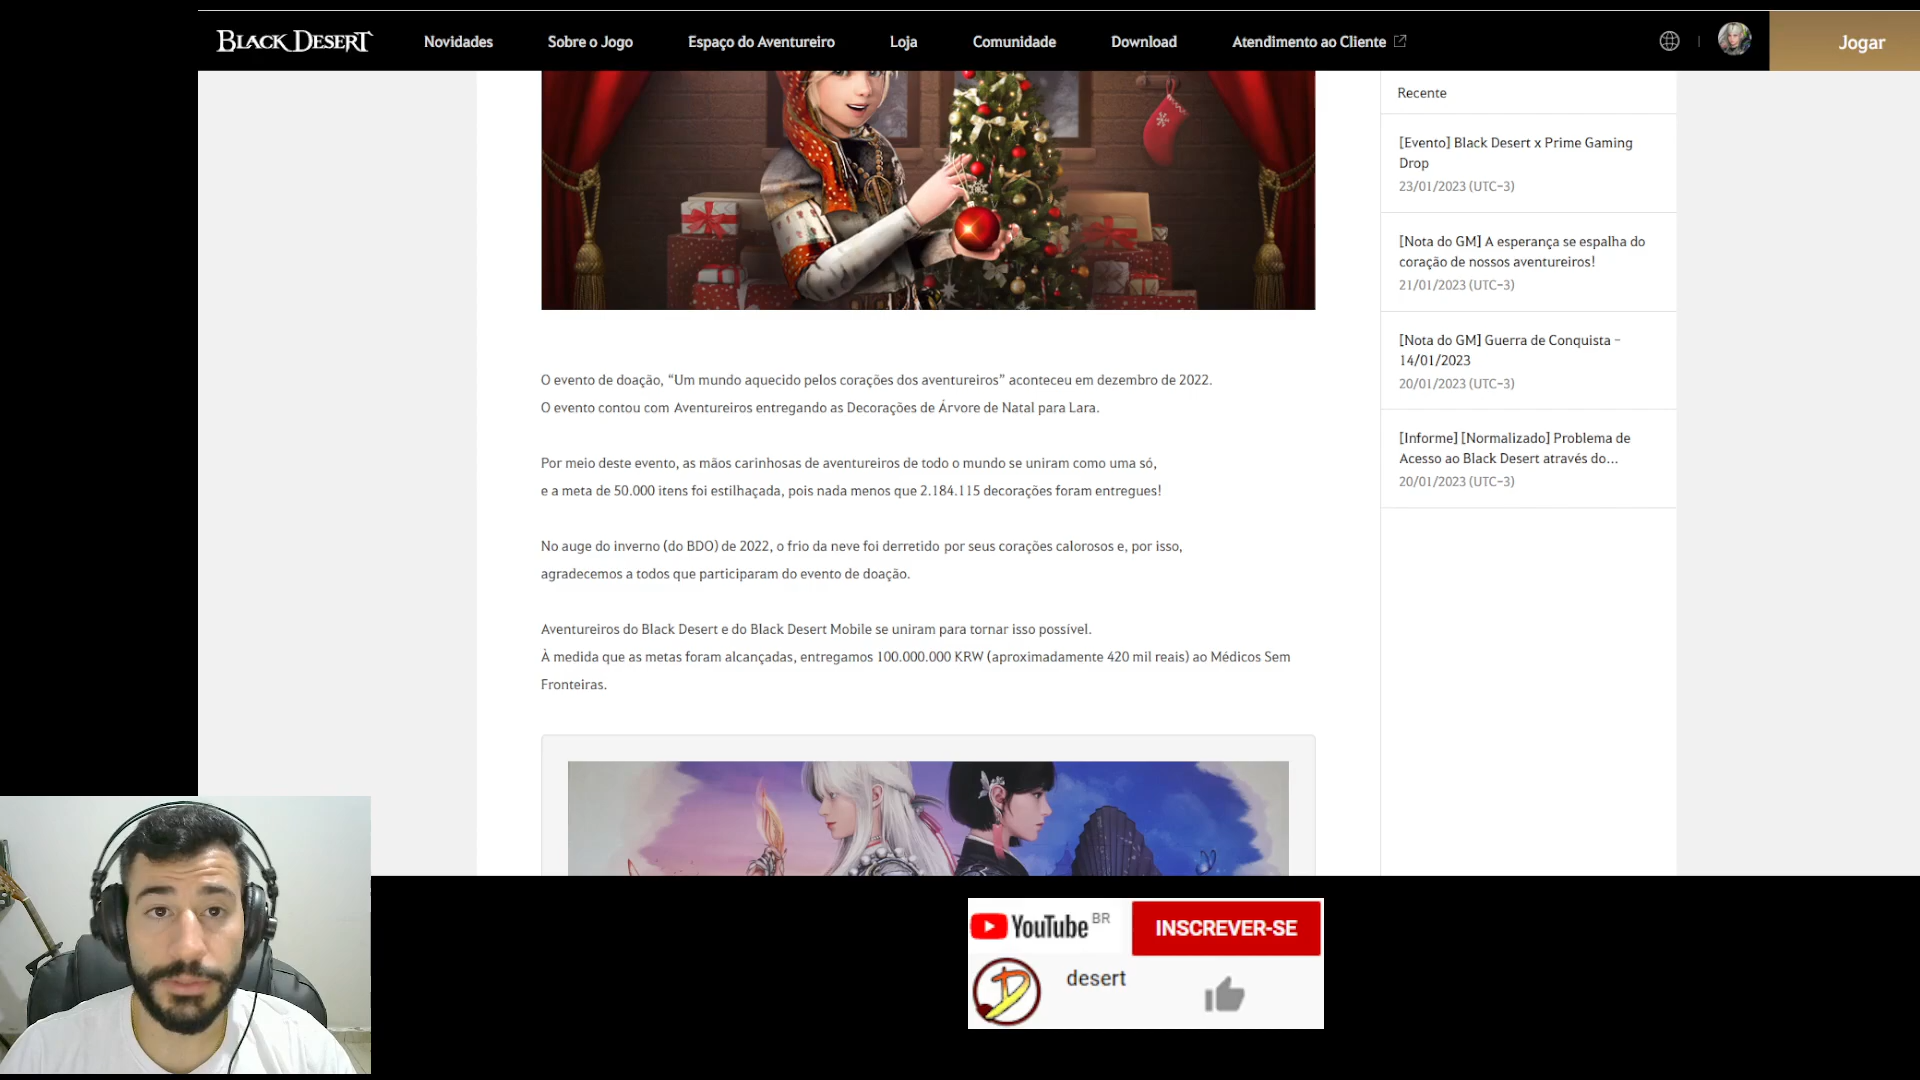 BLACK DESERT
Novidades
Sobre o Jogo
Espaço do Aventureiro
Loja
Comunidade
Download
Atendimento ao Cliente
Jogar
O evento de doação, “Um mundo aquecido pelos corações dos aventureiros” aconteceu em dezembro de 2022.
O evento contou com Aventureiros entregando as Decorações de Árvore de Natal para Lara.
Por meio deste evento, as mãos carinhosas de aventureiros de todo o mundo se uniram como uma só,
e a meta de 50.000 itens foi estilhaçada, pois nada menos que 2.184.115 decorações foram entregues!
No auge do inverno (do BDO) de 2022, o frio da neve foi derretido por seus corações calorosos e, por isso,
agradecemos a todos que participaram do evento de doação.
Aventureiros do Black Desert e do Black Desert Mobile se uniram para tornar isso possível.
À medida que as metas foram alcançadas, entregamos 100.000.000 KRW (aproximadamente 420 mil reais) ao Médicos Sem
Fronteiras.
Recente
[Evento] Black Desert x Prime Gaming
Drop
23/01/2023 (UTC-3)
[Nota do GM] A esperança se espalha do
coração de nossos aventureiros!
21/01/2023 (UTC-3)
[Nota do GM] Guerra de Conquista -
14/01/2023
20/01/2023 (UTC-3)
[Informe] [Normalizado] Problema de
Acesso ao Black Desert através do...
20/01/2023 (UTC-3)
YouTube BR
INSCREVER-SE
desert